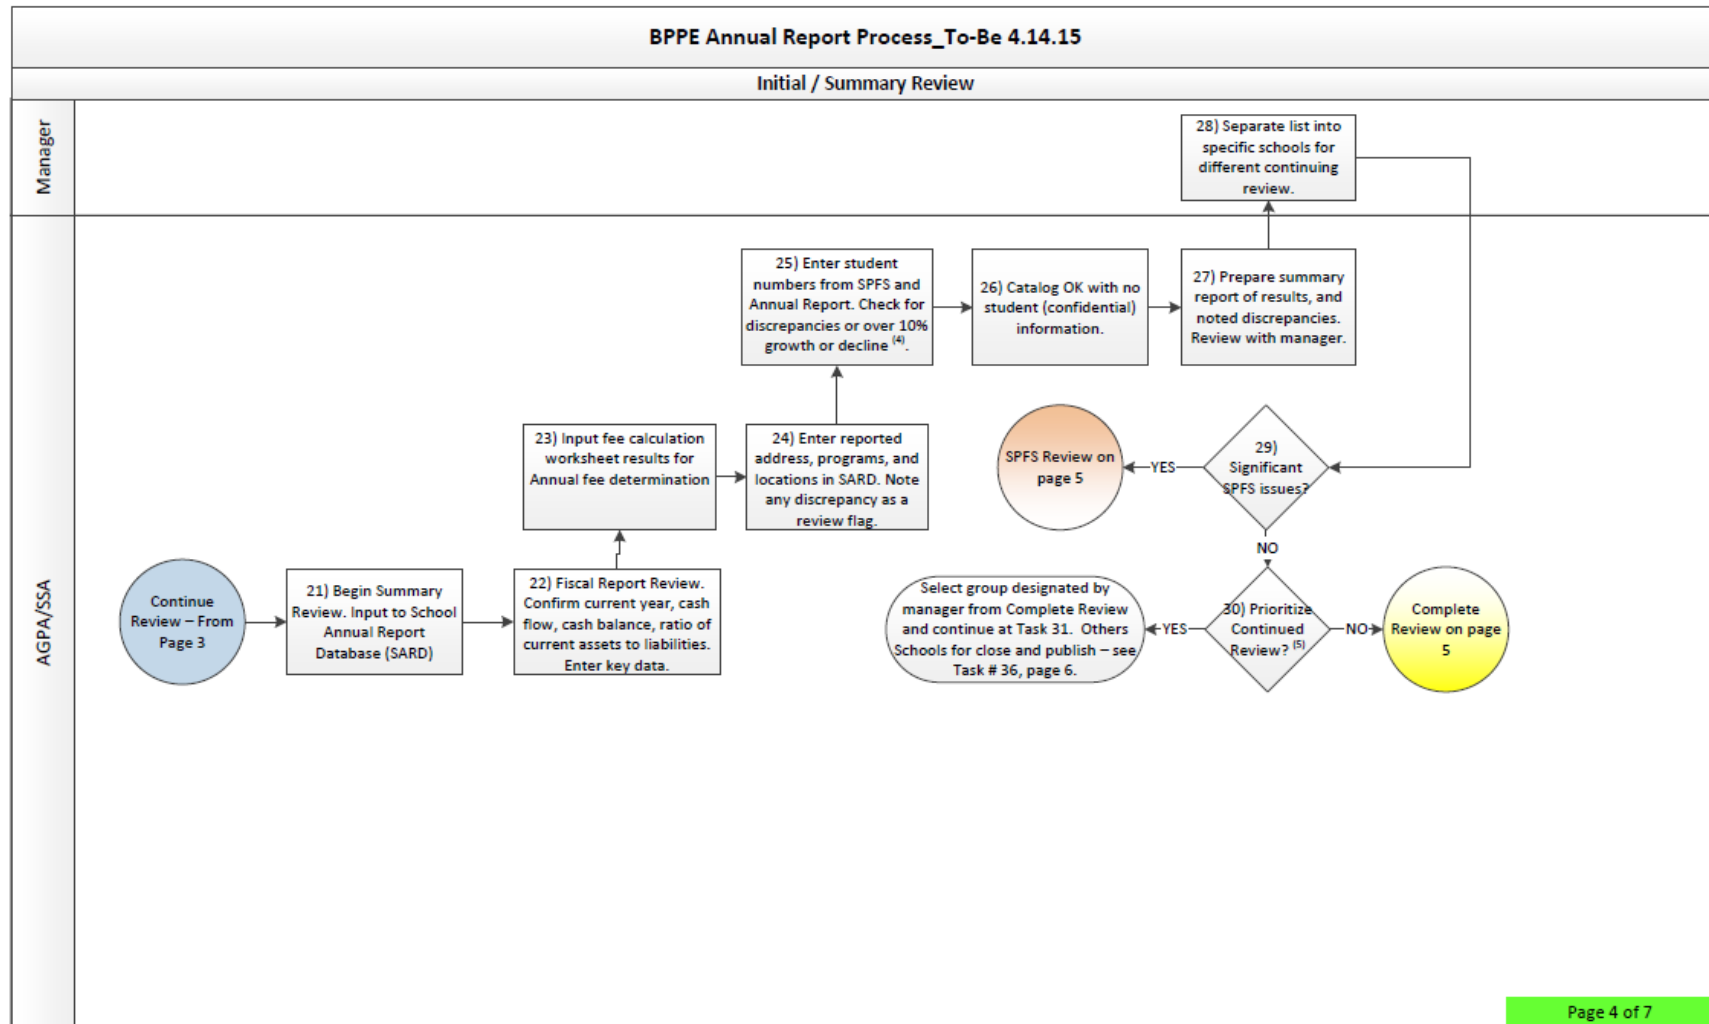 BPPE Annual Report Process_To-Be 4.14.15
Initial / Summary Review
Manager
28) Separate list into
specific schools for
different continuing
review.
AGPA/SSA
25) Enter student
numbers from SPFS and
Annual Report. Check for
discrepancies or over 10%
growth or decline (4).
26) Catalog OK with no
student (confidential)
information.
27) Prepare summary
report of results, and
noted discrepancies.
Review with manager.
23) Input fee calculation
worksheet results for
Annual fee determination
24) Enter reported
address, programs, and
locations in SARD. Note
any discrepancy as a
review flag.
SPFS Review on
page 5
YES
29)
Significant
SPFS issues?
NO
Continue
Review – From
Page 3
21) Begin Summary
Review. Input to School
Annual Report
Database (SARD)
22) Fiscal Report Review.
Confirm current year, cash
flow, cash balance, ratio of
current assets to liabilities.
Enter key data.
Select group designated by
manager from Complete Review
and continue at Task 31.  Others
Schools for close and publish – see
Task # 36, page 6.
YES
30) Prioritize
Continued
Review? (5)
NO
Complete
Review on page
5
Page 4 of 7